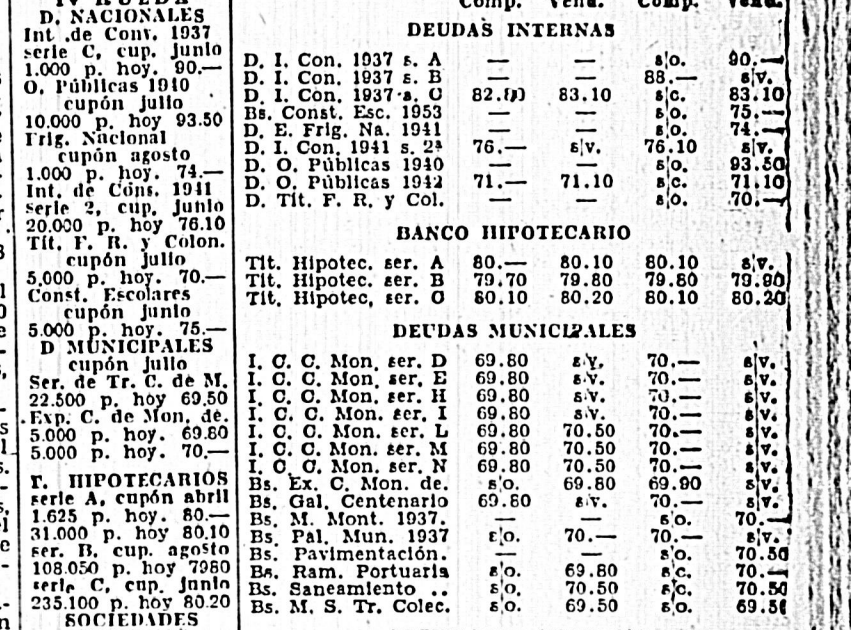 IV RUEDA
D. NACIONALES
Int .de Conv. 1937
serie C, cup. junio
1.000 p. hoy. 90.—
O. Públicas 1940
cupón julio
10.000 p. hoy 93.50
Frig. Nacional
cupón agosto
1.000 p. hoy. 74.—
Int. de Cons. 1941
serie 2, cup. junio
20.000 p. hoy 76.10
Tít. F. R. y Colon.
cupón julio
5.000 p. hoy. 70.—
Const. Escolares
cupón junio
5.000 p. hoy. 75.—
D MUNICIPALES
cupón julio
Ser. de Tr. C. de M.
22.500 p. hoy 69.50
.Exp. C. de Mon. de.
5.000 p. hoy. 69.80
5.000 p. hoy. 70.—
T. HIPOTECARIOS
serie A, cupón abril
1.625 p. hoy. 80.—
31.000 p. hoy 80.10
ser. B. cup. agosto
108.050 p. hoy 7980
serie C, cup. junio
235.100 p. hoy 80.20
SOCIEDADES
Comp. Vend. Comp. Vend.
DEUDAS INTERNAS
D. I. Con. 1937 s. A — — s|o. 90.—
D. I. Con. 1937 s. B — — 88.— s|v.
D. I. Con. 1937 s. C 82.80 83.10 s|c. 83.10
Bs. Const. Esc. 1953 — — s|o. 75.—
D. E. Frig. Na. 1941 — — s|o. 74.—
D. I. Con. 1941 s. 2ª 76.— s|v. 76.10 s|v.
D. O. Públicas 1940 — — s|o. 93.50
D. O. Públicas 1942 71.— 71.10 s|c. 71.10
D. Tít. F. R. y Col. — — s|o. 70.—
BANCO HIPOTECARIO
Tít. Hipotec. ser. A 80.— 80.10 80.10 s|v.
Tít. Hipotec. ser. B 79.70 79.80 79.80 79.90
Tít. Hipotec, ser. C 80.10 80.20 80.10 80.20
DEUDAS MUNICIPALES
I. C. C. Mon. ser. D 69.80 s|v. 70.— s|v.
I. C. C. Mon. ser. E 69.80 s|v. 70.— s|v.
I. C. C. Mon. ser. H 69.80 s|v. 70.— s|v.
I. C. C. Mon. ser. I 69.80 s|v. 70.— s|v.
I. C. C. Mon. ser. L 69.80 70.50 70.— s|v.
I. C. C. Mon. ser. M 69.80 70.50 70.— s|v.
I. C. C. Mon. ser. N 69.80 70.50 70.— s|v.
Bs. Ex. C. Mon. de. s|o. 69.80 69.90 s|v.
Bs. Gal. Centenario 69.80 s|v. 70.— s|v.
Bs. M. Mont. 1937. — — s|o. 70.—
Bs. Pal. Mun. 1937 s|o. 70.— 70.— s|v.
Bs. Pavimentación. — — s|o. 70.50
Bs. Ram. Portuaria s|o. 69.80 s|c. 70.—
Bs. Saneamiento .. s|o. 70.50 s|c. 70.50
Bs. M. S. Tr. Colec. s|o. 69.50 s|o. 69.50